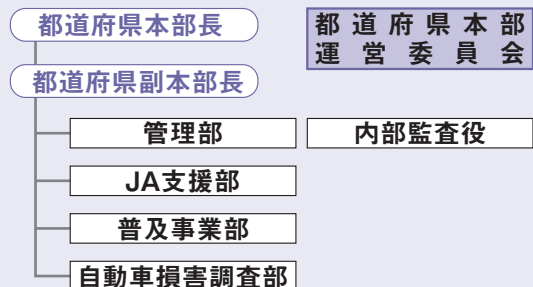 都道府県本部長
都道府県本部
運営委員会
都道府県副本部長
管理部
内部監査役
JA支援部
普及事業部
自動車損害調査部